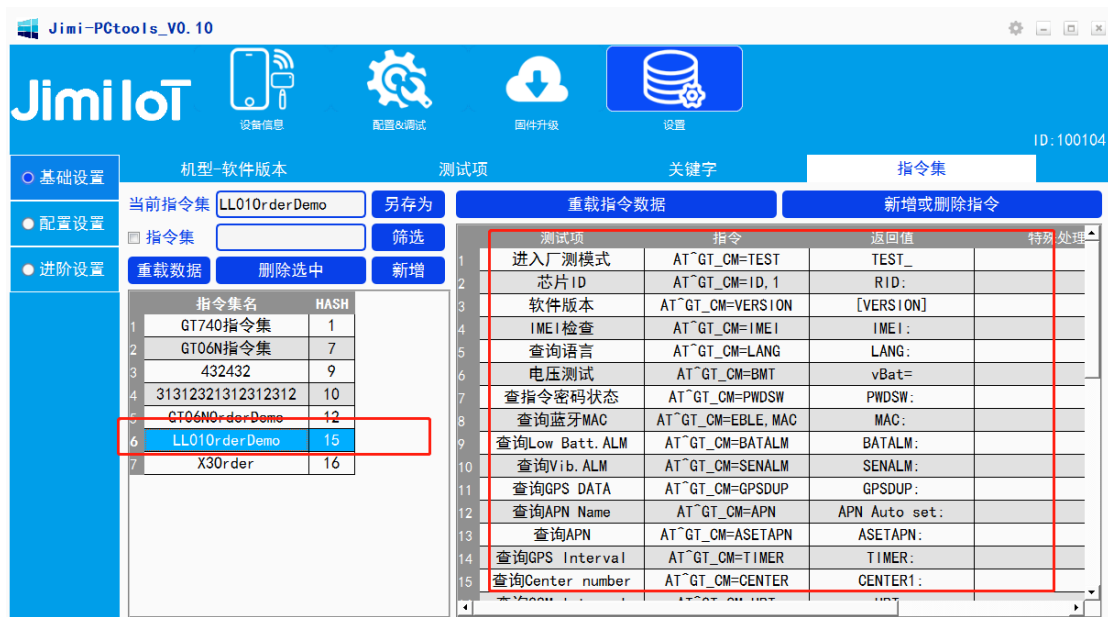 Jimi-PCtools_V0.10
JimiIoT
设备信息
配置&调试
固件升级
设置
ID:100104
基础设置
配置设置
进阶设置
机型-软件版本
测试项
关键字
指令集
当前指令集 LL01OrderDemo 另存为
指令集 筛选
重载数据 删除选中 新增
重载指令数据 新增或删除指令
指令集名 HASH
1 GT740指令集 1
2 GT06N指令集 7
3 432432 9
4 31312321312312312 10
5 GT06NOrderDemo 12
6 LL01OrderDemo 15
7 X3Order 16
测试项 指令 返回值 特殊处理
1 进入厂测模式 AT^GT_CM=TEST TEST_
2 芯片ID AT^GT_CM=ID,1 RID:
3 软件版本 AT^GT_CM=VERSION [VERSION]
4 IMEI检查 AT^GT_CM=IMEI IMEI:
5 查询语言 AT^GT_CM=LANG LANG:
6 电压测试 AT^GT_CM=BMT vBat=
7 查指令密码状态 AT^GT_CM=PWDSW PWDSW:
8 查询蓝牙MAC AT^GT_CM=EBLE,MAC MAC:
9 查询Low Batt.ALM AT^GT_CM=BATALM BATALM:
10 查询Vib.ALM AT^GT_CM=SENALM SENALM:
11 查询GPS DATA AT^GT_CM=GPSDUP GPSDUP:
12 查询APN Name AT^GT_CM=APN APN Auto set:
13 查询APN AT^GT_CM=ASETAPN ASETAPN:
14 查询GPS Interval AT^GT_CM=TIMER TIMER:
15 查询Center number AT^GT_CM=CENTER CENTER1: